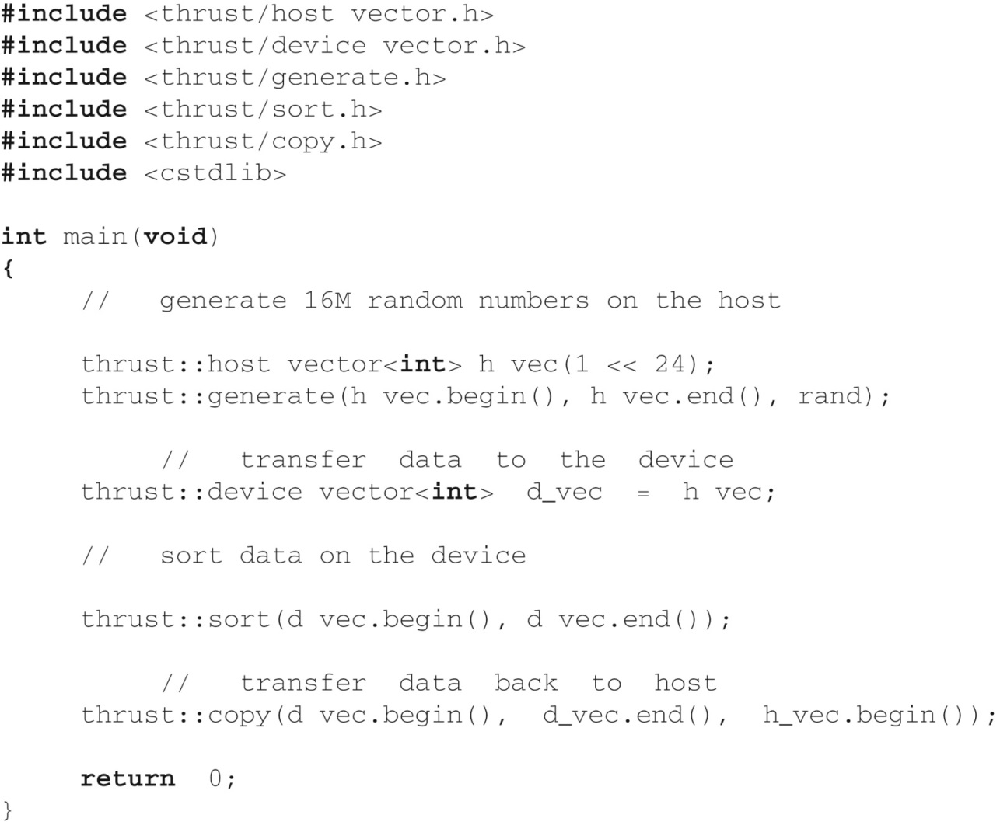 #include <thrust/host vector.h>
#include <thrust/device vector.h>
#include <thrust/generate.h>
#include <thrust/sort.h>
#include <thrust/copy.h>
#include <cstdlib>
int main(void)
{
// generate 16M random numbers on the host
thrust::host vector<int> h vec(1 << 24);
thrust::generate(h vec.begin(), h vec.end(), rand);
// transfer data to the device
thrust::device vector<int> d_vec = h vec;
// sort data on the device
thrust::sort(d vec.begin(), d vec.end());
// transfer data back to host
thrust::copy(d vec.begin(), d_vec.end(), h_vec.begin());
return 0;
}